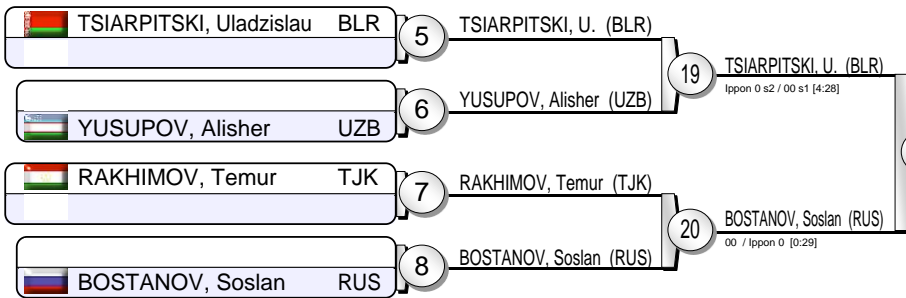 TSIARPITSKI, Uladzislau BLR
5
TSIARPITSKI, U. (BLR)
19
TSIARPITSKI, U. (BLR)
Ippon 0 s2 / 00 s1 [4:28]
6
YUSUPOV, Alisher (UZB)
YUSUPOV, Alisher UZB
RAKHIMOV, Temur TJK
7
RAKHIMOV, Temur (TJK)
20
BOSTANOV, Soslan (RUS)
00 / Ippon 0 [0:29]
8
BOSTANOV, Soslan (RUS)
BOSTANOV, Soslan RUS